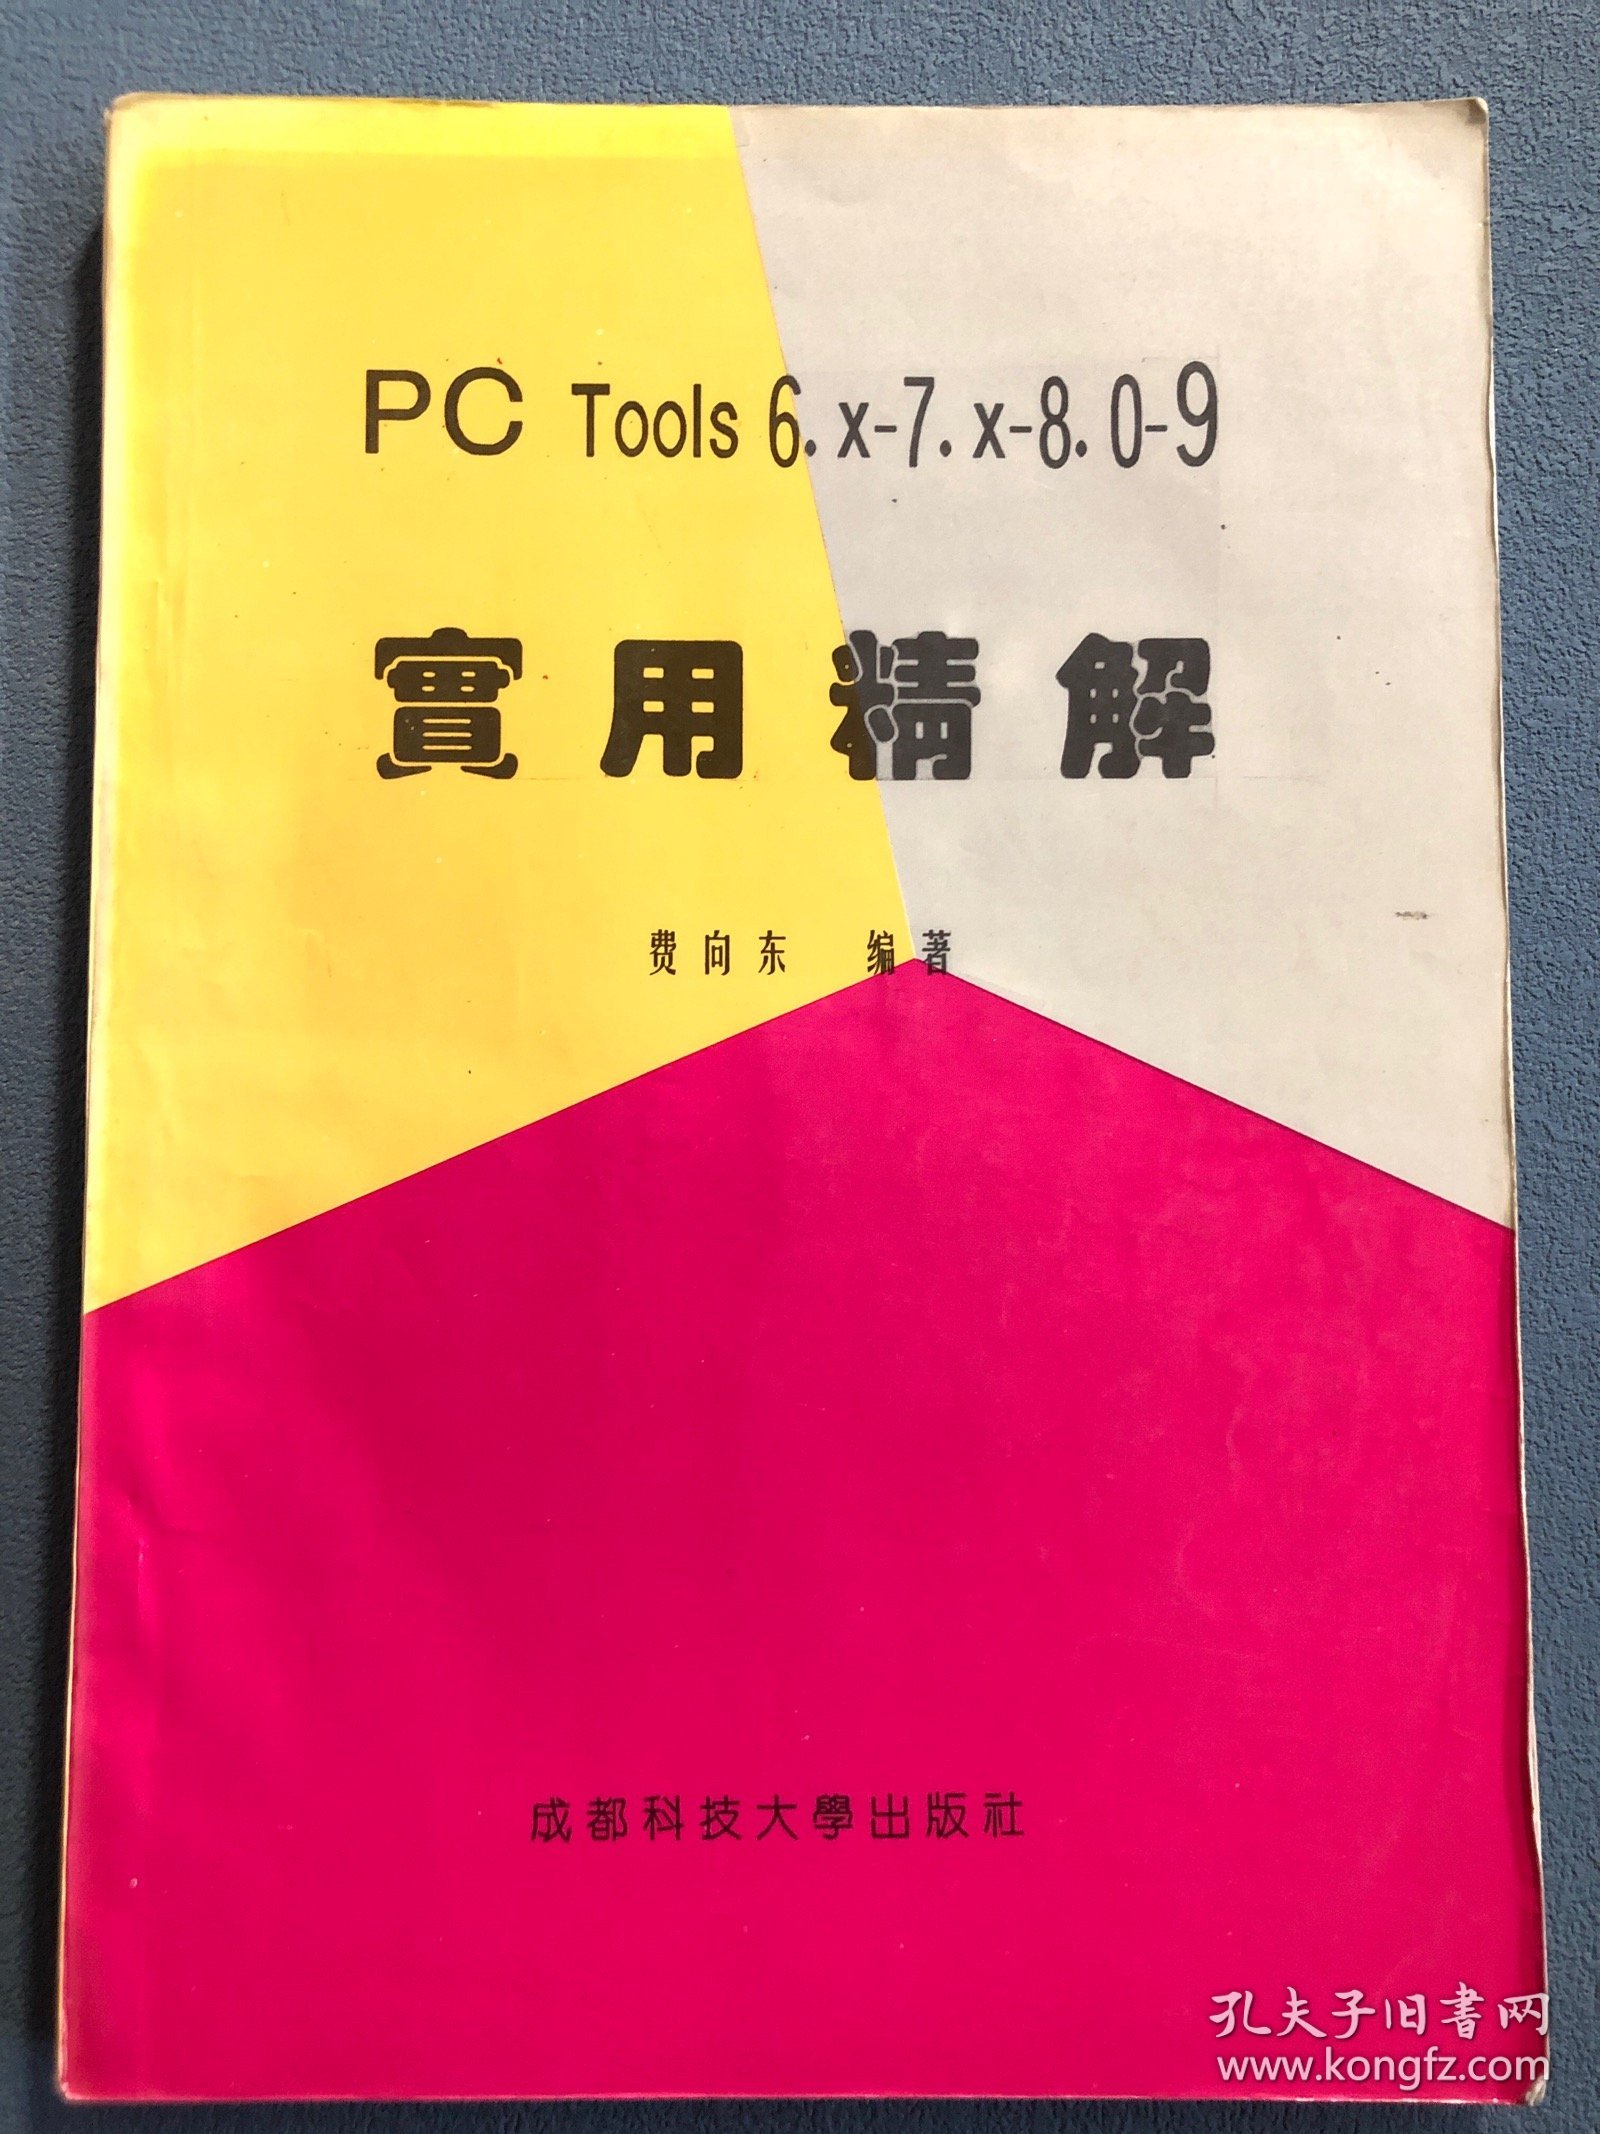 PC Tools 6.x-7.x-8.0-9
實用精解
费向东 编著
成都科技大學出版社
孔夫子旧書网
www.kongfz.com